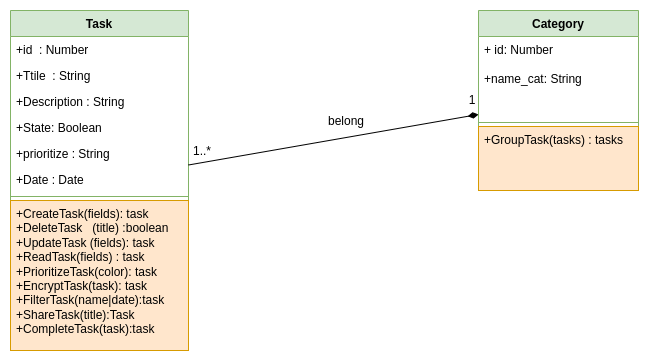 Task
+id : Number
+Ttile : String
+Description : String
+State: Boolean
+prioritize : String
+Date : Date
+CreateTask(fields): task
+DeleteTask (title) :boolean
+UpdateTask (fields): task
+ReadTask(fields) : task
+PrioritizeTask(color): task
+EncryptTask(task): task
+FilterTask(name|date):task
+ShareTask(title):Task
+CompleteTask(task):task
1..*
belong
1
Category
+ id: Number
+name_cat: String
+GroupTask(tasks) : tasks